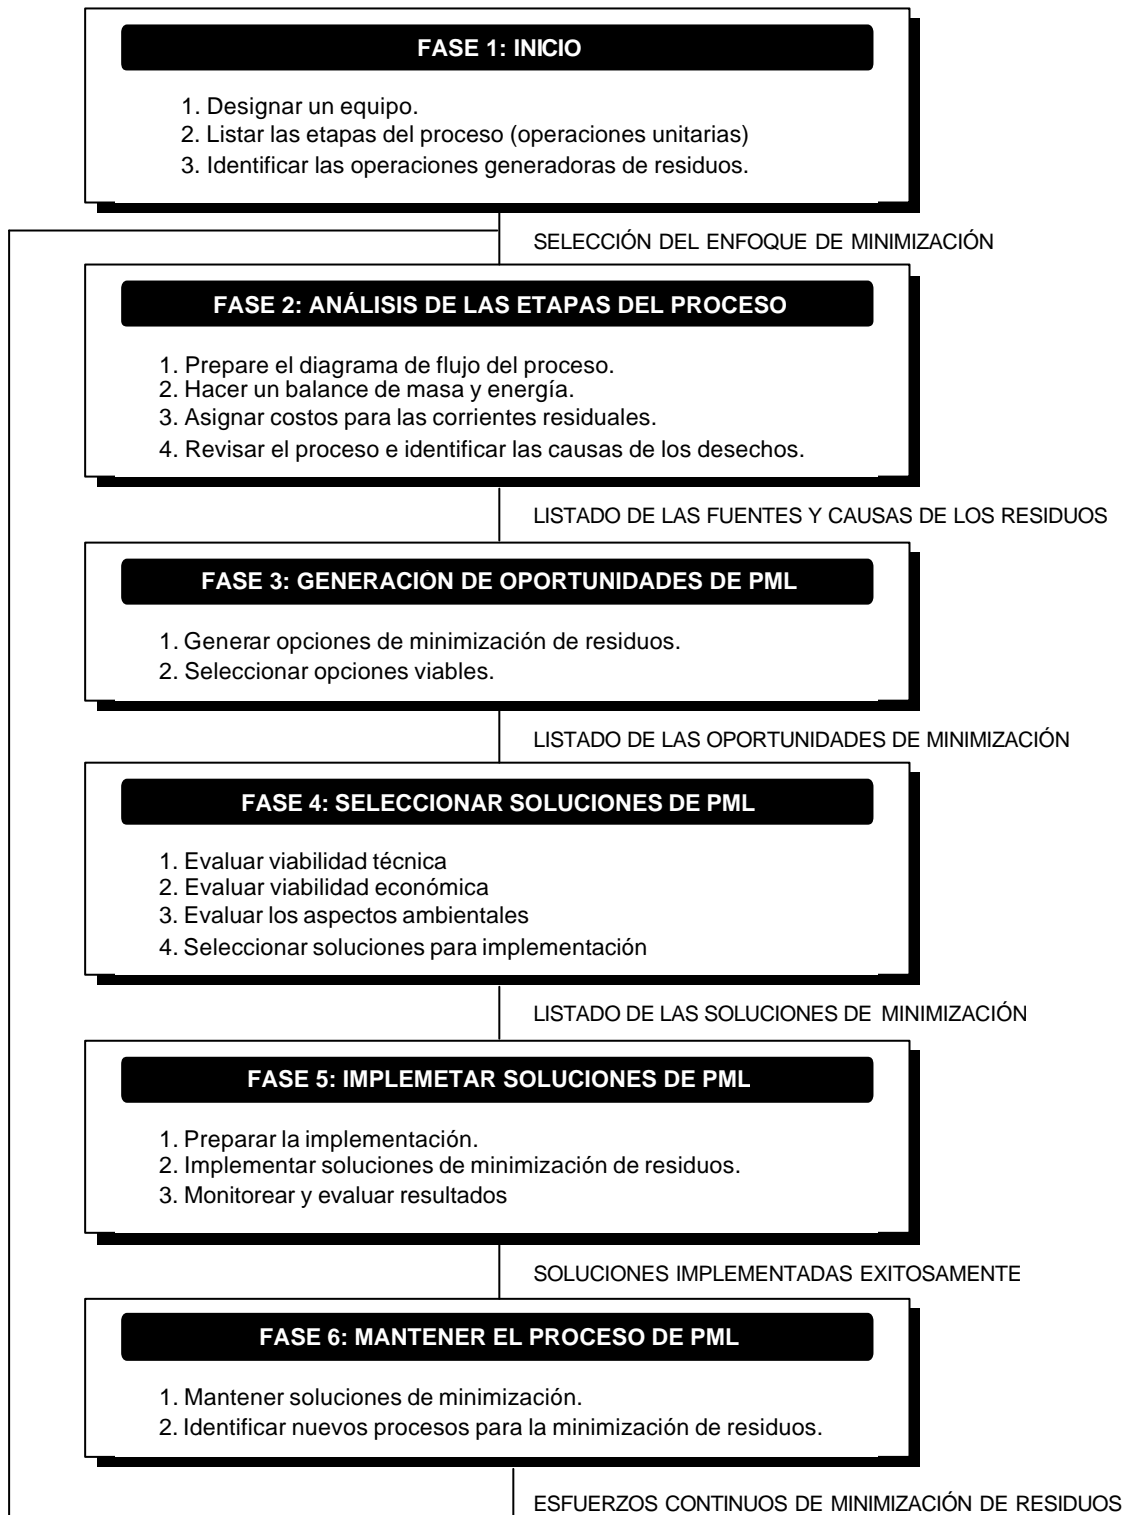 FASE 1: INICIO
1. Designar un equipo.
2. Listar las etapas del proceso (operaciones unitarias)
3. Identificar las operaciones generadoras de residuos.
SELECCIÓN DEL ENFOQUE DE MINIMIZACIÓN
FASE 2: ANÁLISIS DE LAS ETAPAS DEL PROCESO
1. Prepare el diagrama de flujo del proceso.
2. Hacer un balance de masa y energía.
3. Asignar costos para las corrientes residuales.
4. Revisar el proceso e identificar las causas de los desechos.
LISTADO DE LAS FUENTES Y CAUSAS DE LOS RESIDUOS
FASE 3: GENERACIÓN DE OPORTUNIDADES DE PML
1. Generar opciones de minimización de residuos.
2. Seleccionar opciones viables.
LISTADO DE LAS OPORTUNIDADES DE MINIMIZACIÓN
FASE 4: SELECCIONAR SOLUCIONES DE PML
1. Evaluar viabilidad técnica
2. Evaluar viabilidad económica
3. Evaluar los aspectos ambientales
4. Seleccionar soluciones para implementación
LISTADO DE LAS SOLUCIONES DE MINIMIZACIÓN
FASE 5: IMPLEMETAR SOLUCIONES DE PML
1. Preparar la implementación.
2. Implementar soluciones de minimización de residuos.
3. Monitorear y evaluar resultados
SOLUCIONES IMPLEMENTADAS EXITOSAMENTE
FASE 6: MANTENER EL PROCESO DE PML
1. Mantener soluciones de minimización.
2. Identificar nuevos procesos para la minimización de residuos.
ESFUERZOS CONTINUOS DE MINIMIZACIÓN DE RESIDUOS